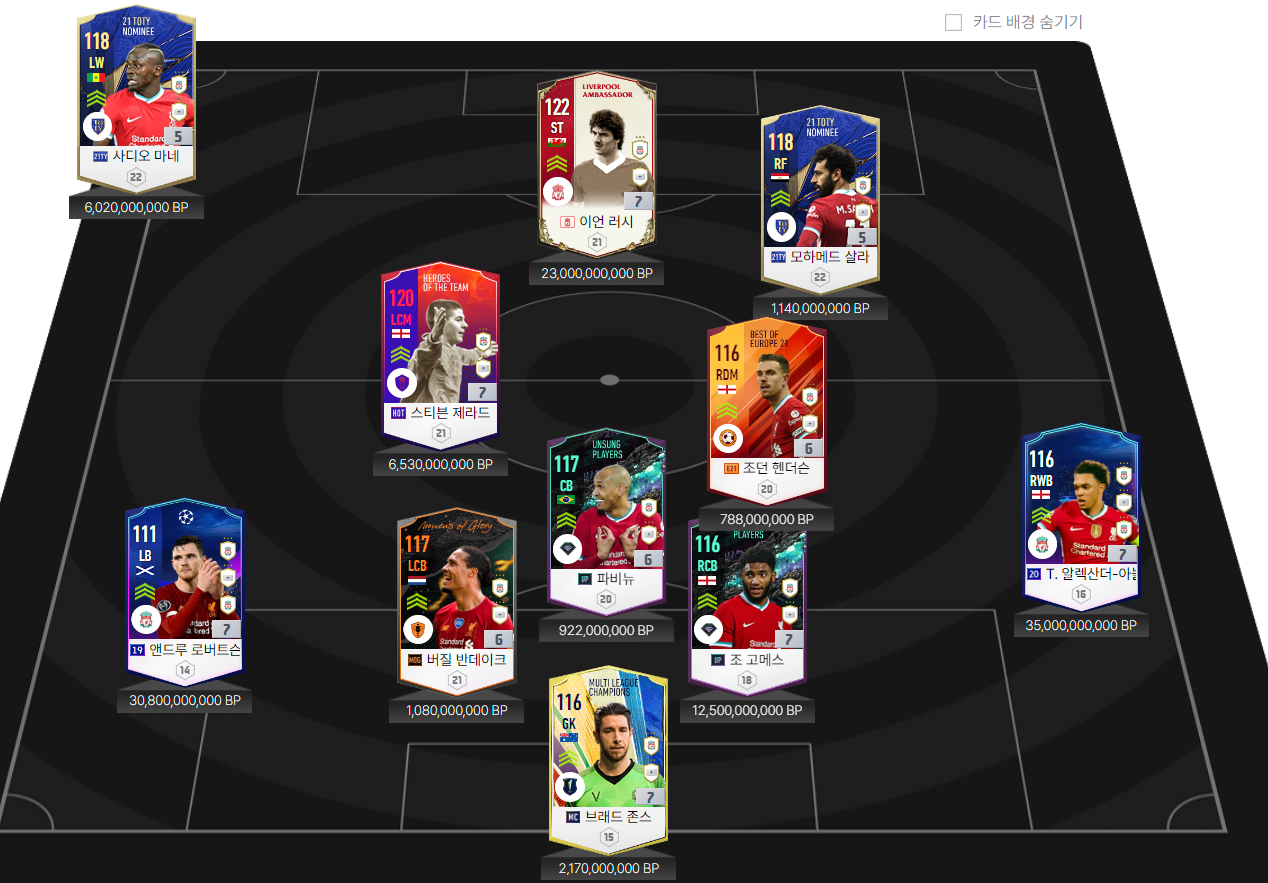 카드 배경 숨기기
21 TOTY
NOMINEE
118
LW
5
21TY 사디오 마네
22
6,020,000,000 BP
LIVERPOOL
AMBASSADOR
122
ST
7
이언 러시
21
23,000,000,000 BP
21 TOTY
NOMINEE
118
RF
M.SA
5
21TY 모하메드 살라
22
1,140,000,000 BP
HEROES
OF THE TEAM
120
LCM
7
HOT 스티븐 제라드
21
6,530,000,000 BP
BEST OF
EUROPE 21
116
RDM
6
E21 조던 헨더슨
20
788,000,000 BP
UNSUNG
PLAYERS
117
CB
6
UP 파비뉴
20
922,000,000 BP
116
RWB
Standard
Chartered
7
20 T. 알렉산더-아놀
16
35,000,000,000 BP
111
LB
7
19 앤드루 로버트슨
14
30,800,000,000 BP
Moments of Glory
117
LCB
6
MOG 버질 반데이크
21
1,080,000,000 BP
PLAYERS
116
RCB
Standard
Chartered
7
UP 조 고메스
18
12,500,000,000 BP
MULTI LEAGUE
CHAMPIONS
116
GK
7
MC 브래드 존스
15
2,170,000,000 BP